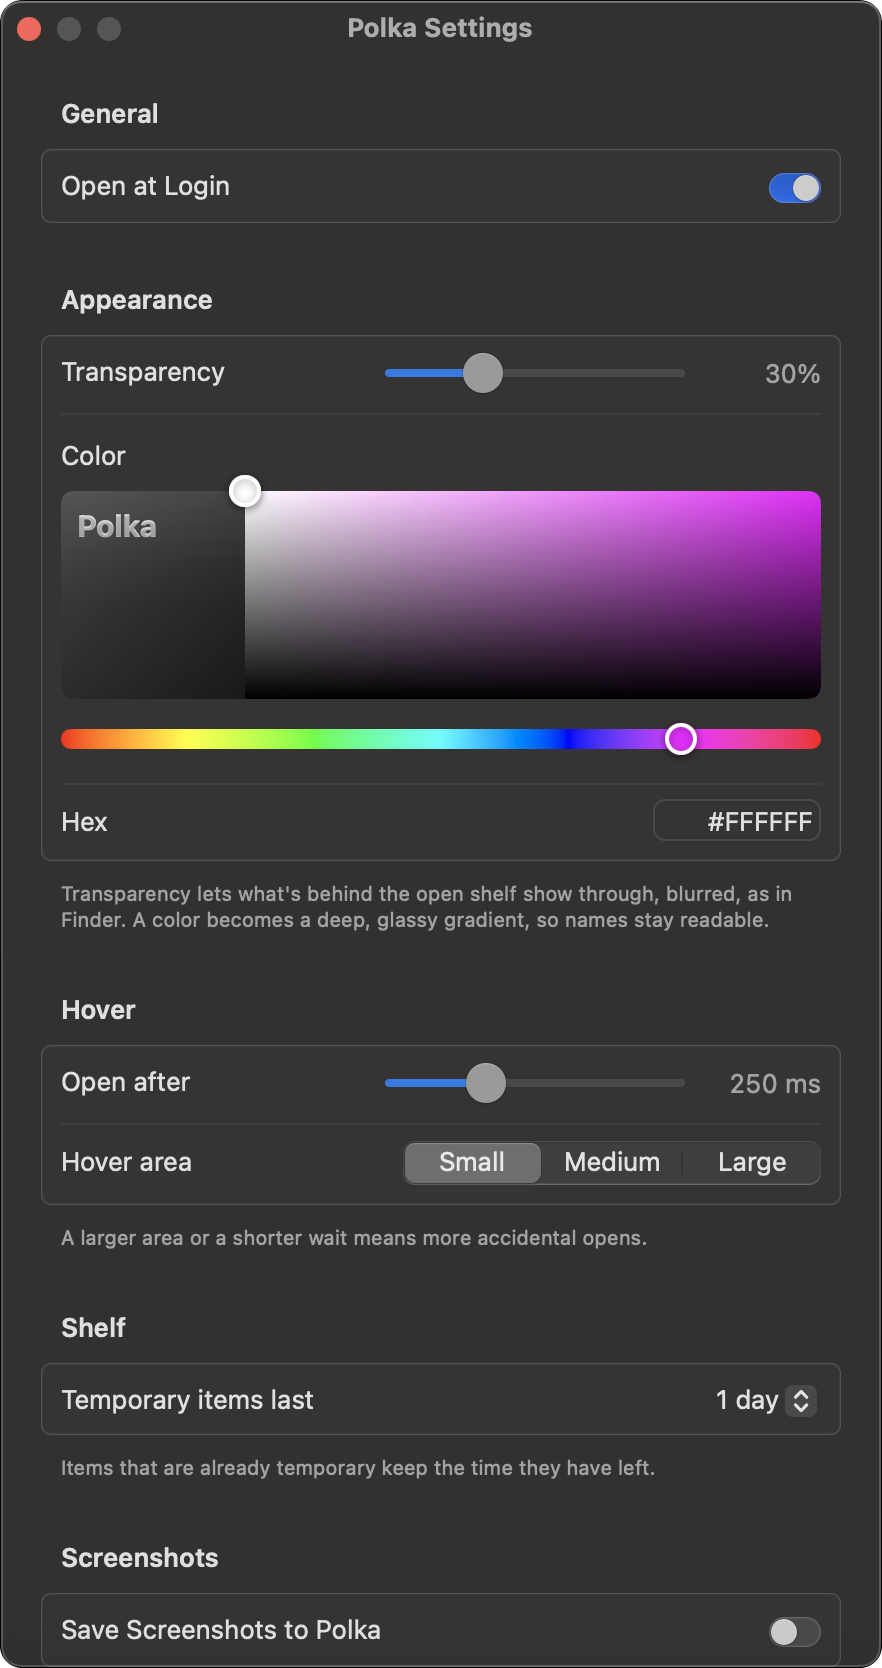 Polka Settings
General
Open at Login
Appearance
Transparency
30%
Color
Polka
Hex
#FFFFFF
Transparency lets what's behind the open shelf show through, blurred, as in
Finder. A color becomes a deep, glassy gradient, so names stay readable.
Hover
Open after
250 ms
Hover area
Small
Medium
Large
A larger area or a shorter wait means more accidental opens.
Shelf
Temporary items last
1 day
Items that are already temporary keep the time they have left.
Screenshots
Save Screenshots to Polka